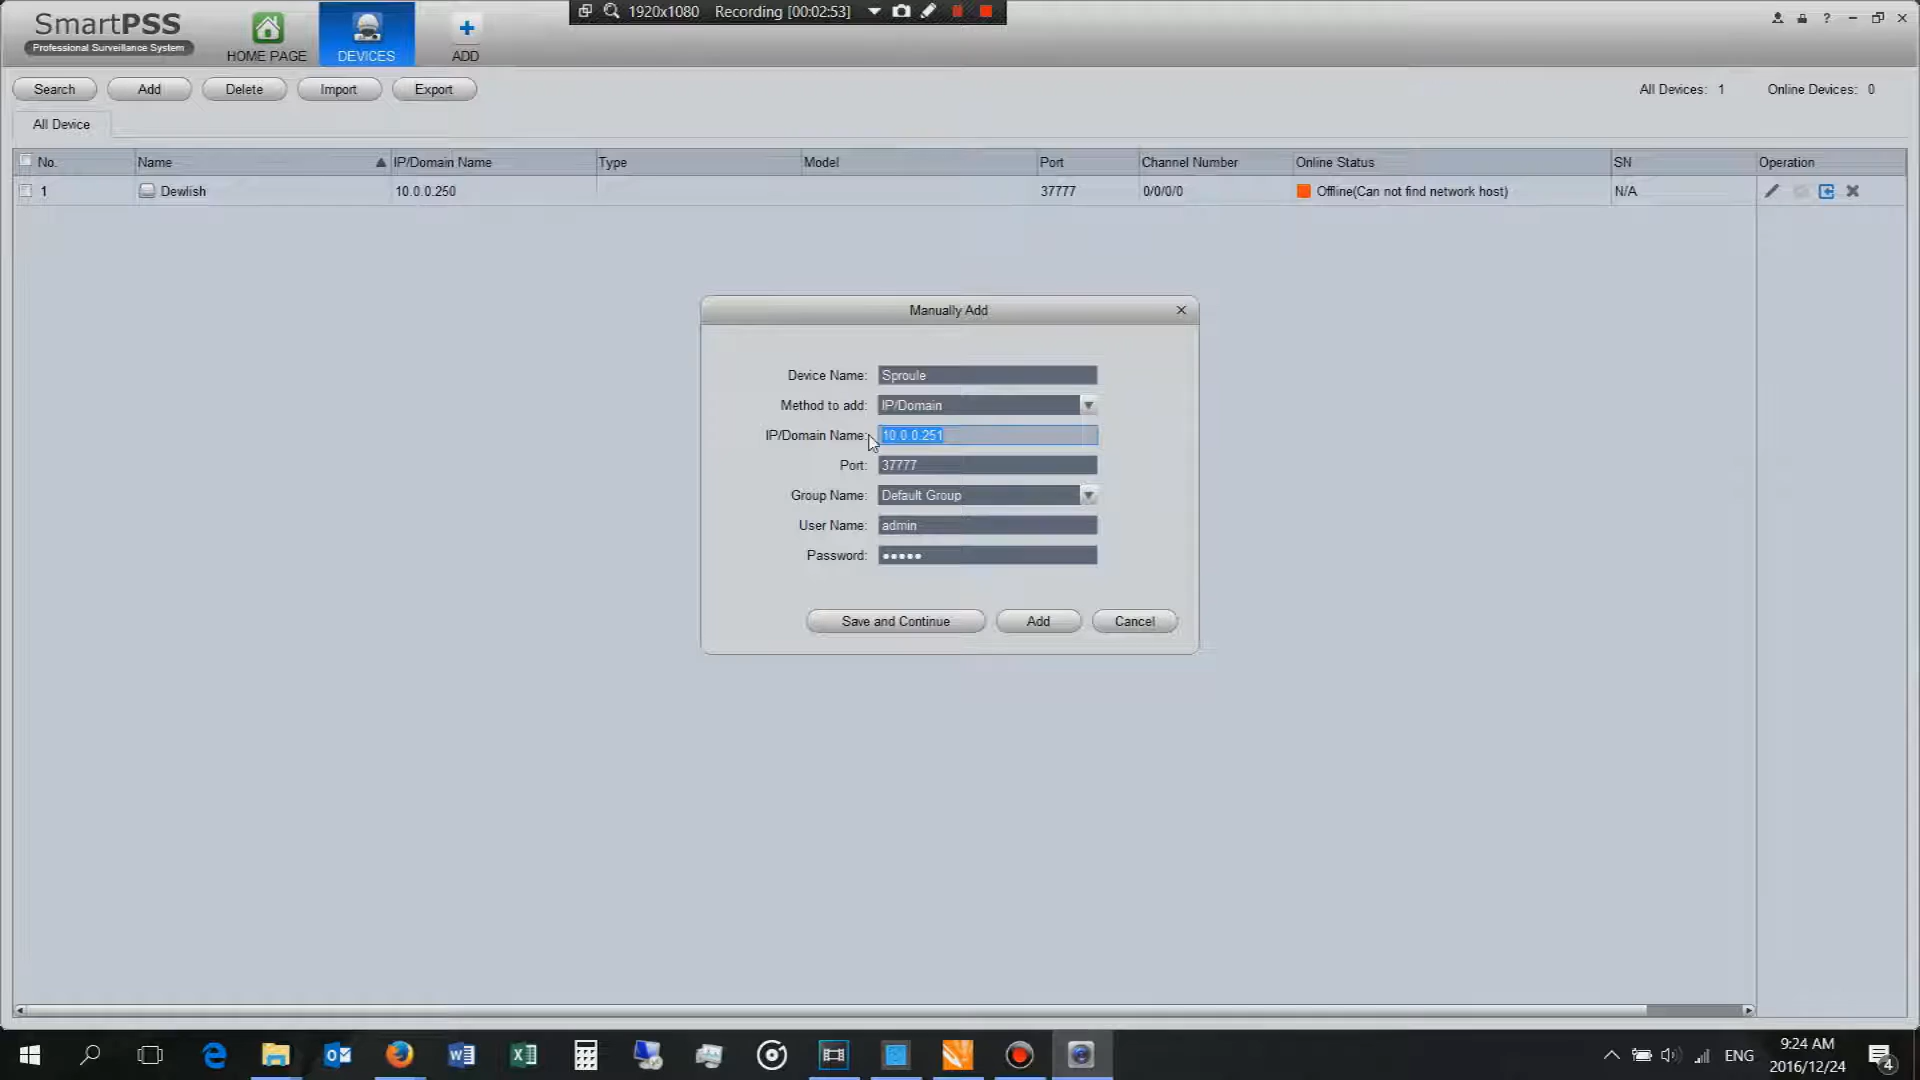 SmartPSS
Professional Surveillance System
HOME PAGE
DEVICES
ADD
1920x1080 Recording [00:02:53]
?
Search
Add
Delete
Import
Export
All Devices: 1
Online Devices: 0
All Device
No. Name IP/Domain Name Type Model Port Channel Number Online Status SN Operation
1 Dewlish 10.0.0.250 37777 0/0/0/0 Offline(Can not find network host) N/A
Manually Add
Device Name: Sproule
Method to add: IP/Domain
IP/Domain Name: 10.0.0.251
Port: 37777
Group Name: Default Group
User Name: admin
Password: •••••
Save and Continue
Add
Cancel
ENG
9:24 AM
2016/12/24
4